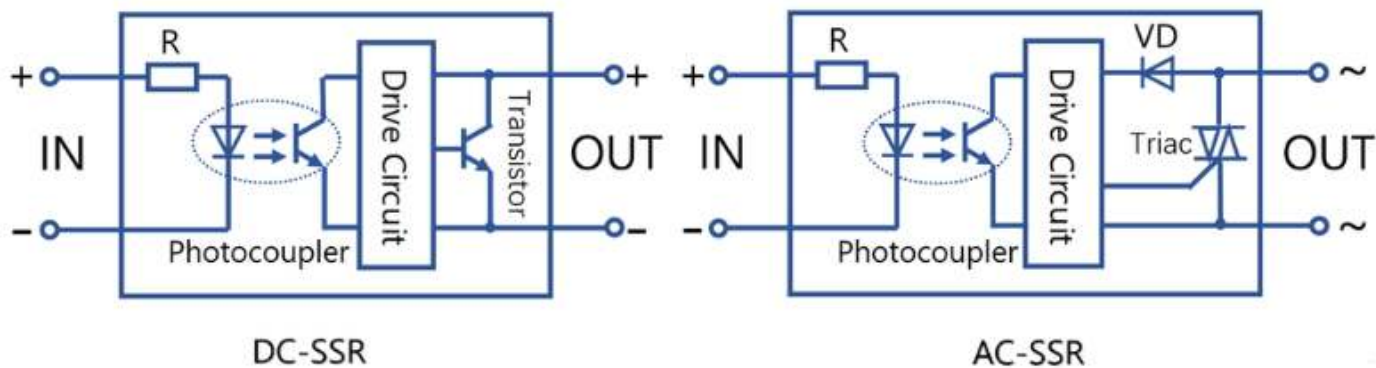 R
+
IN
-
Photocoupler
Drive Circuit
Transistor
+
OUT
-
DC-SSR
R
+
IN
-
Photocoupler
Drive Circuit
VD
Triac
~
OUT
~
AC-SSR